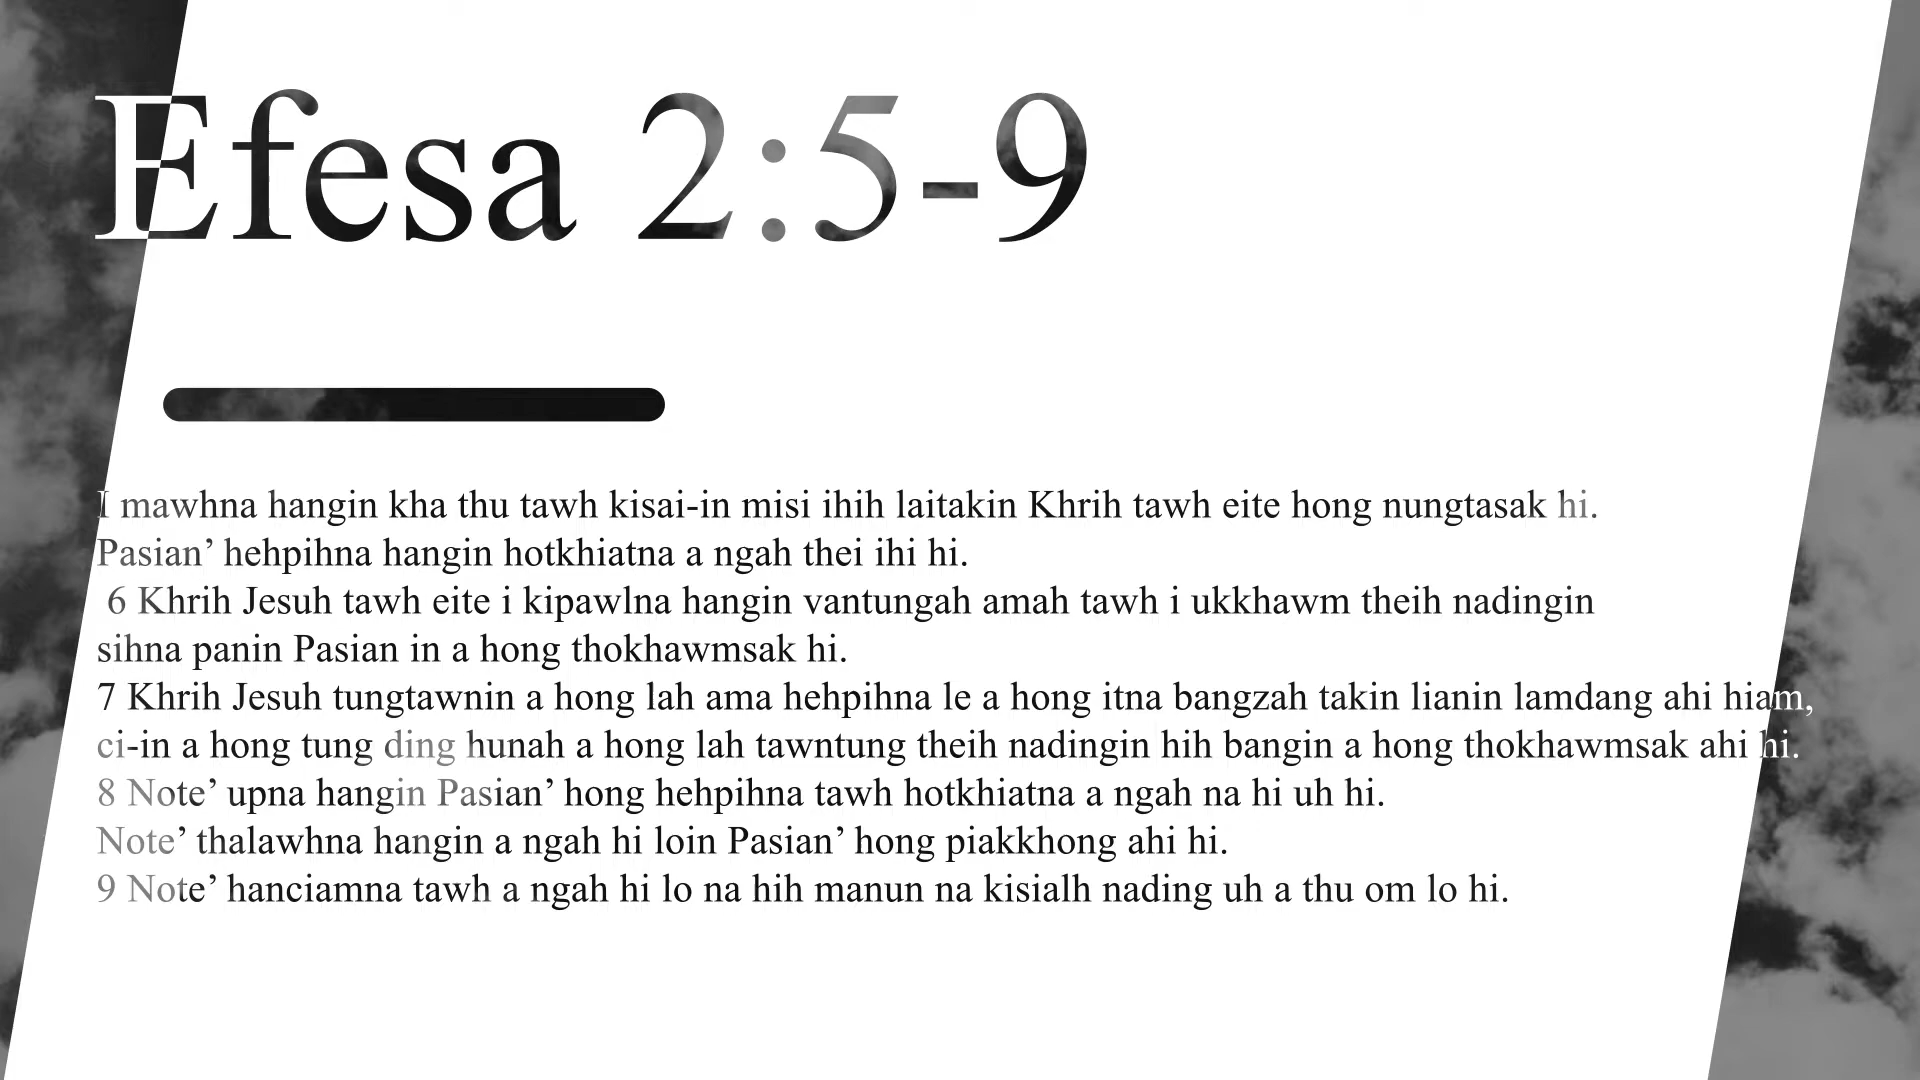 Efesa 2:5-9
I mawhna hangin kha thu tawh kisai-in misi ihih laitakin Khrih tawh eite hong nungtasak hi.
Pasian’ hehpihna hangin hotkhiatna a ngah thei ihi hi.
6 Khrih Jesuh tawh eite i kipawlna hangin vantungah amah tawh i ukkhawm theih nadingin
sihna panin Pasian in a hong thokhawmsak hi.
7 Khrih Jesuh tungtawnin a hong lah ama hehpihna le a hong itna bangzah takin lianin lamdang ahi hiam,
ci-in a hong tung ding hunah a hong lah tawntung theih nadingin hih bangin a hong thokhawmsak ahi hi.
8 Note’ upna hangin Pasian’ hong hehpihna tawh hotkhiatna a ngah na hi uh hi.
Note’ thalawhna hangin a ngah hi loin Pasian’ hong piakkhong ahi hi.
9 Note’ hanciamna tawh a ngah hi lo na hih manun na kisialh nading uh a thu om lo hi.